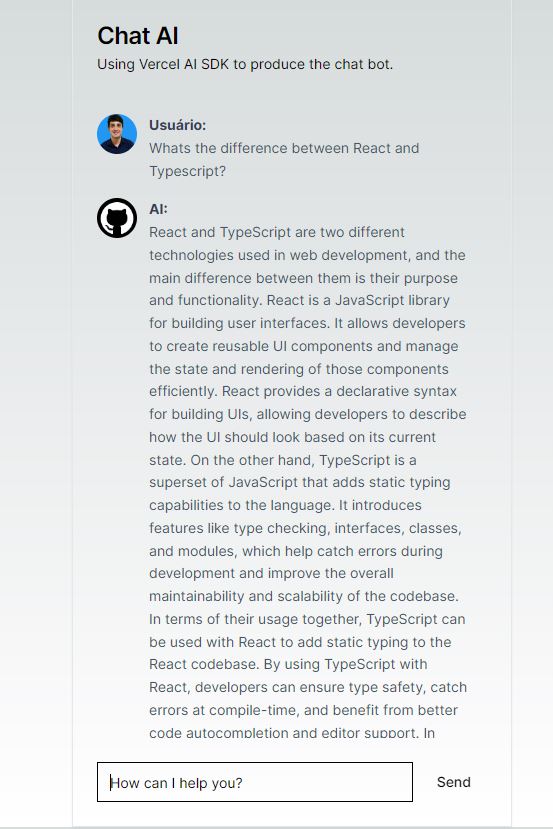 Chat AI
Using Vercel AI SDK to produce the chat bot.
Usuário:
Whats the difference between React and
Typescript?
AI:
React and TypeScript are two different
technologies used in web development, and the
main difference between them is their purpose
and functionality. React is a JavaScript library
for building user interfaces. It allows developers
to create reusable UI components and manage
the state and rendering of those components
efficiently. React provides a declarative syntax
for building UIs, allowing developers to describe
how the UI should look based on its current
state. On the other hand, TypeScript is a
superset of JavaScript that adds static typing
capabilities to the language. It introduces
features like type checking, interfaces, classes,
and modules, which help catch errors during
development and improve the overall
maintainability and scalability of the codebase.
In terms of their usage together, TypeScript can
be used with React to add static typing to the
React codebase. By using TypeScript with
React, developers can ensure type safety, catch
errors at compile-time, and benefit from better
code autocompletion and editor support. In
How can I help you?
Send